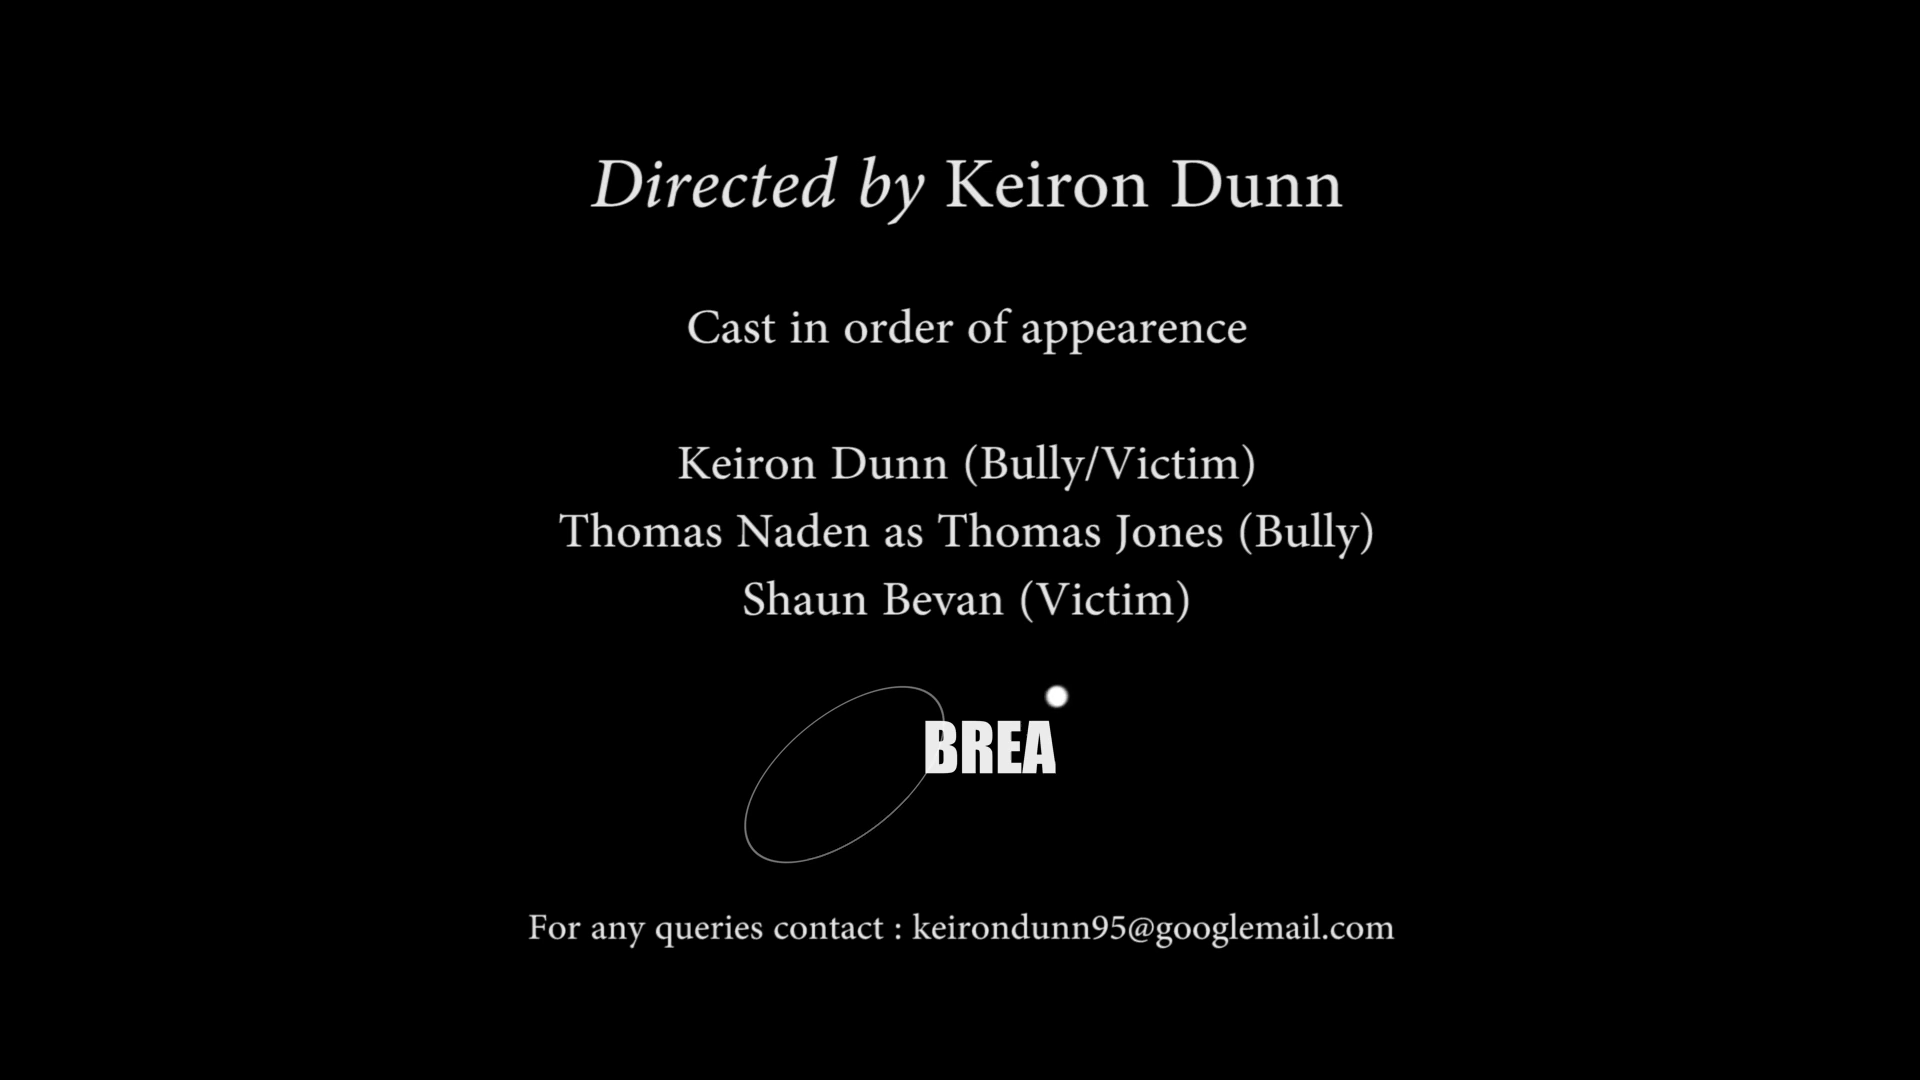 Directed by Keiron Dunn
Cast in order of appearence
Keiron Dunn (Bully/Victim)
Thomas Naden as Thomas Jones (Bully)
Shaun Bevan (Victim)
BREA
For any queries contact : keirondunn95@googlemail.com